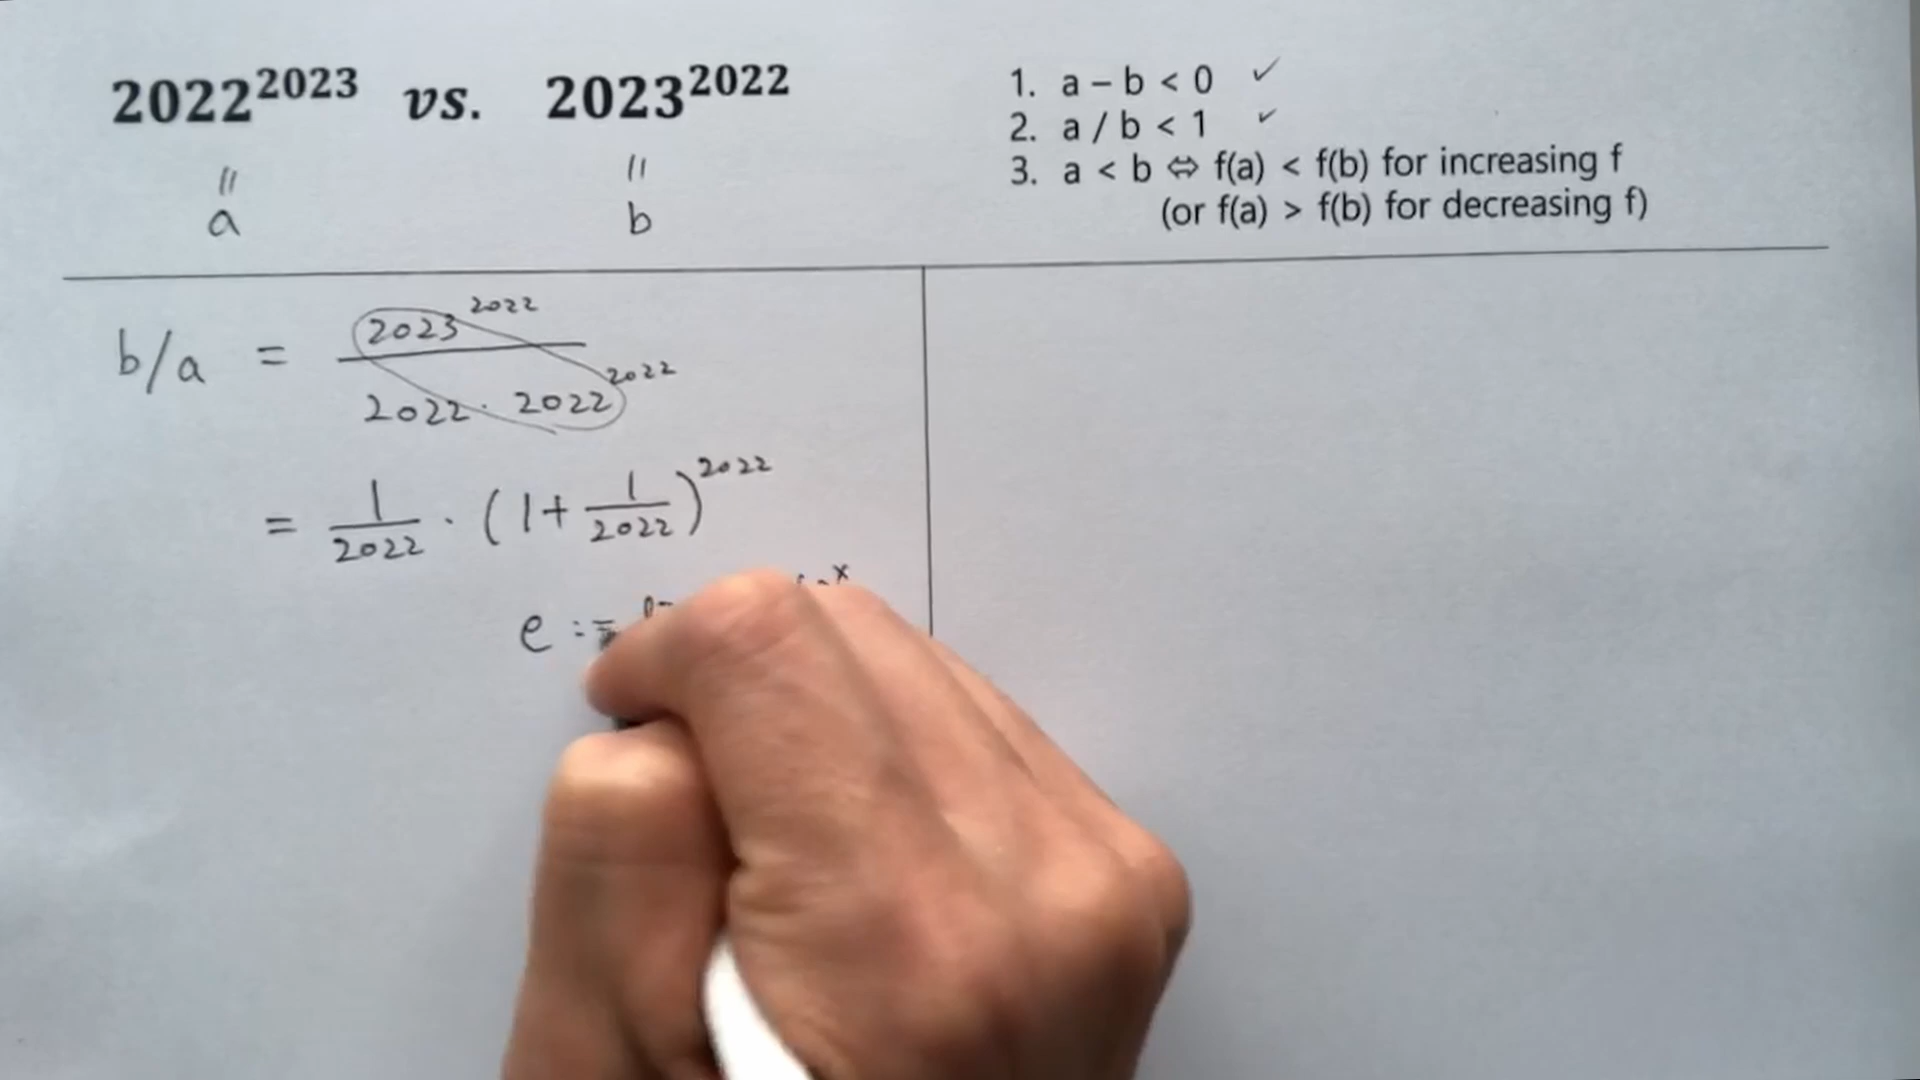 2022^2023 vs. 2023^2022
" "
a b
1. a – b < 0 ✓
2. a / b < 1 ✓
3. a < b ⇔ f(a) < f(b) for increasing f
(or f(a) > f(b) for decreasing f)
b/a = 2023^2022
2022 · 2022^2022
= 1/2022 · (1 + 1/2022)^2022
e :=
x